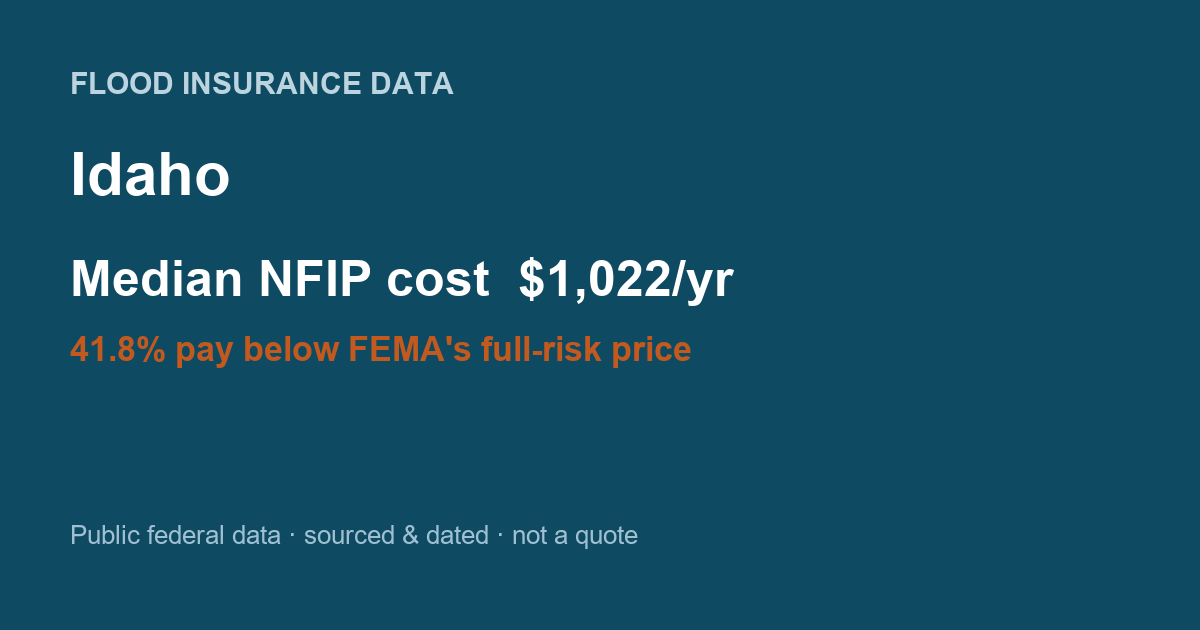 FLOOD INSURANCE DATA
Idaho
Median NFIP cost  $1,022/yr
41.8% pay below FEMA's full-risk price
Public federal data · sourced & dated · not a quote